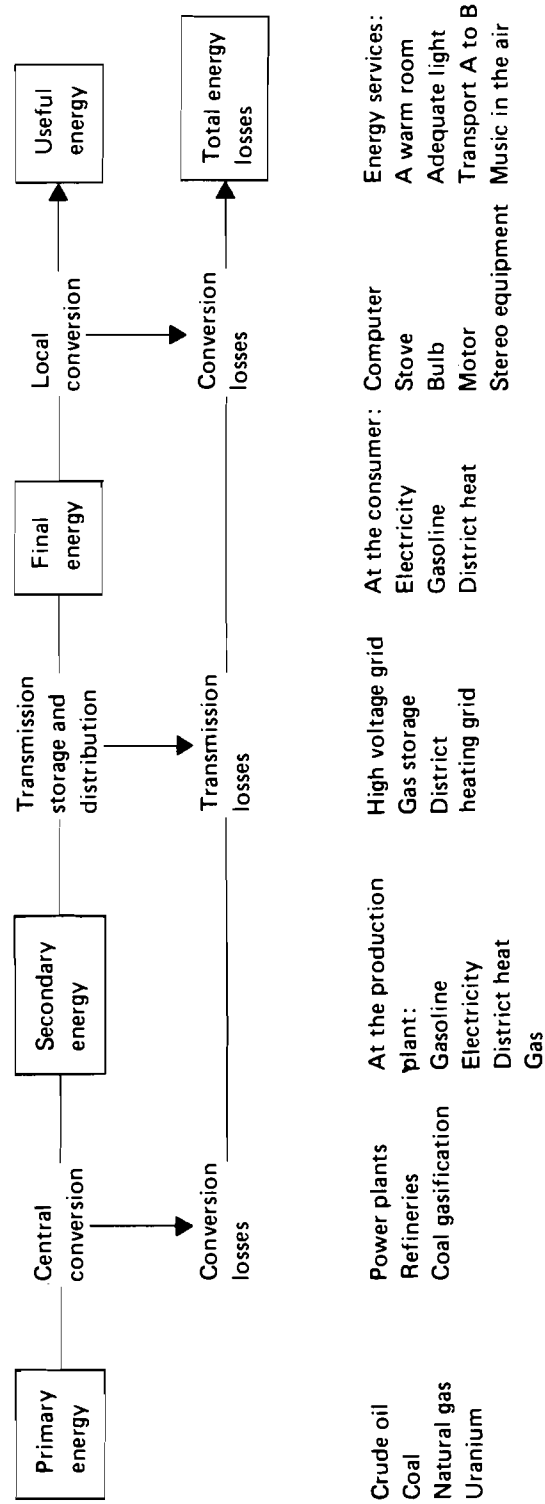 Primary
energy
Central
conversion
Secondary
energy
Transmission
storage and
distribution
Final
energy
Local
conversion
Useful
energy
Conversion
losses
Transmission
losses
Conversion
losses
Total energy
losses
Crude oil
Coal
Natural gas
Uranium
Power plants
Refineries
Coal gasification
At the production
plant:
Gasoline
Electricity
District heat
Gas
High voltage grid
Gas storage
District
heating grid
At the consumer:
Electricity
Gasoline
District heat
Computer
Stove
Bulb
Motor
Stereo equipment
Energy services:
A warm room
Adequate light
Transport A to B
Music in the air